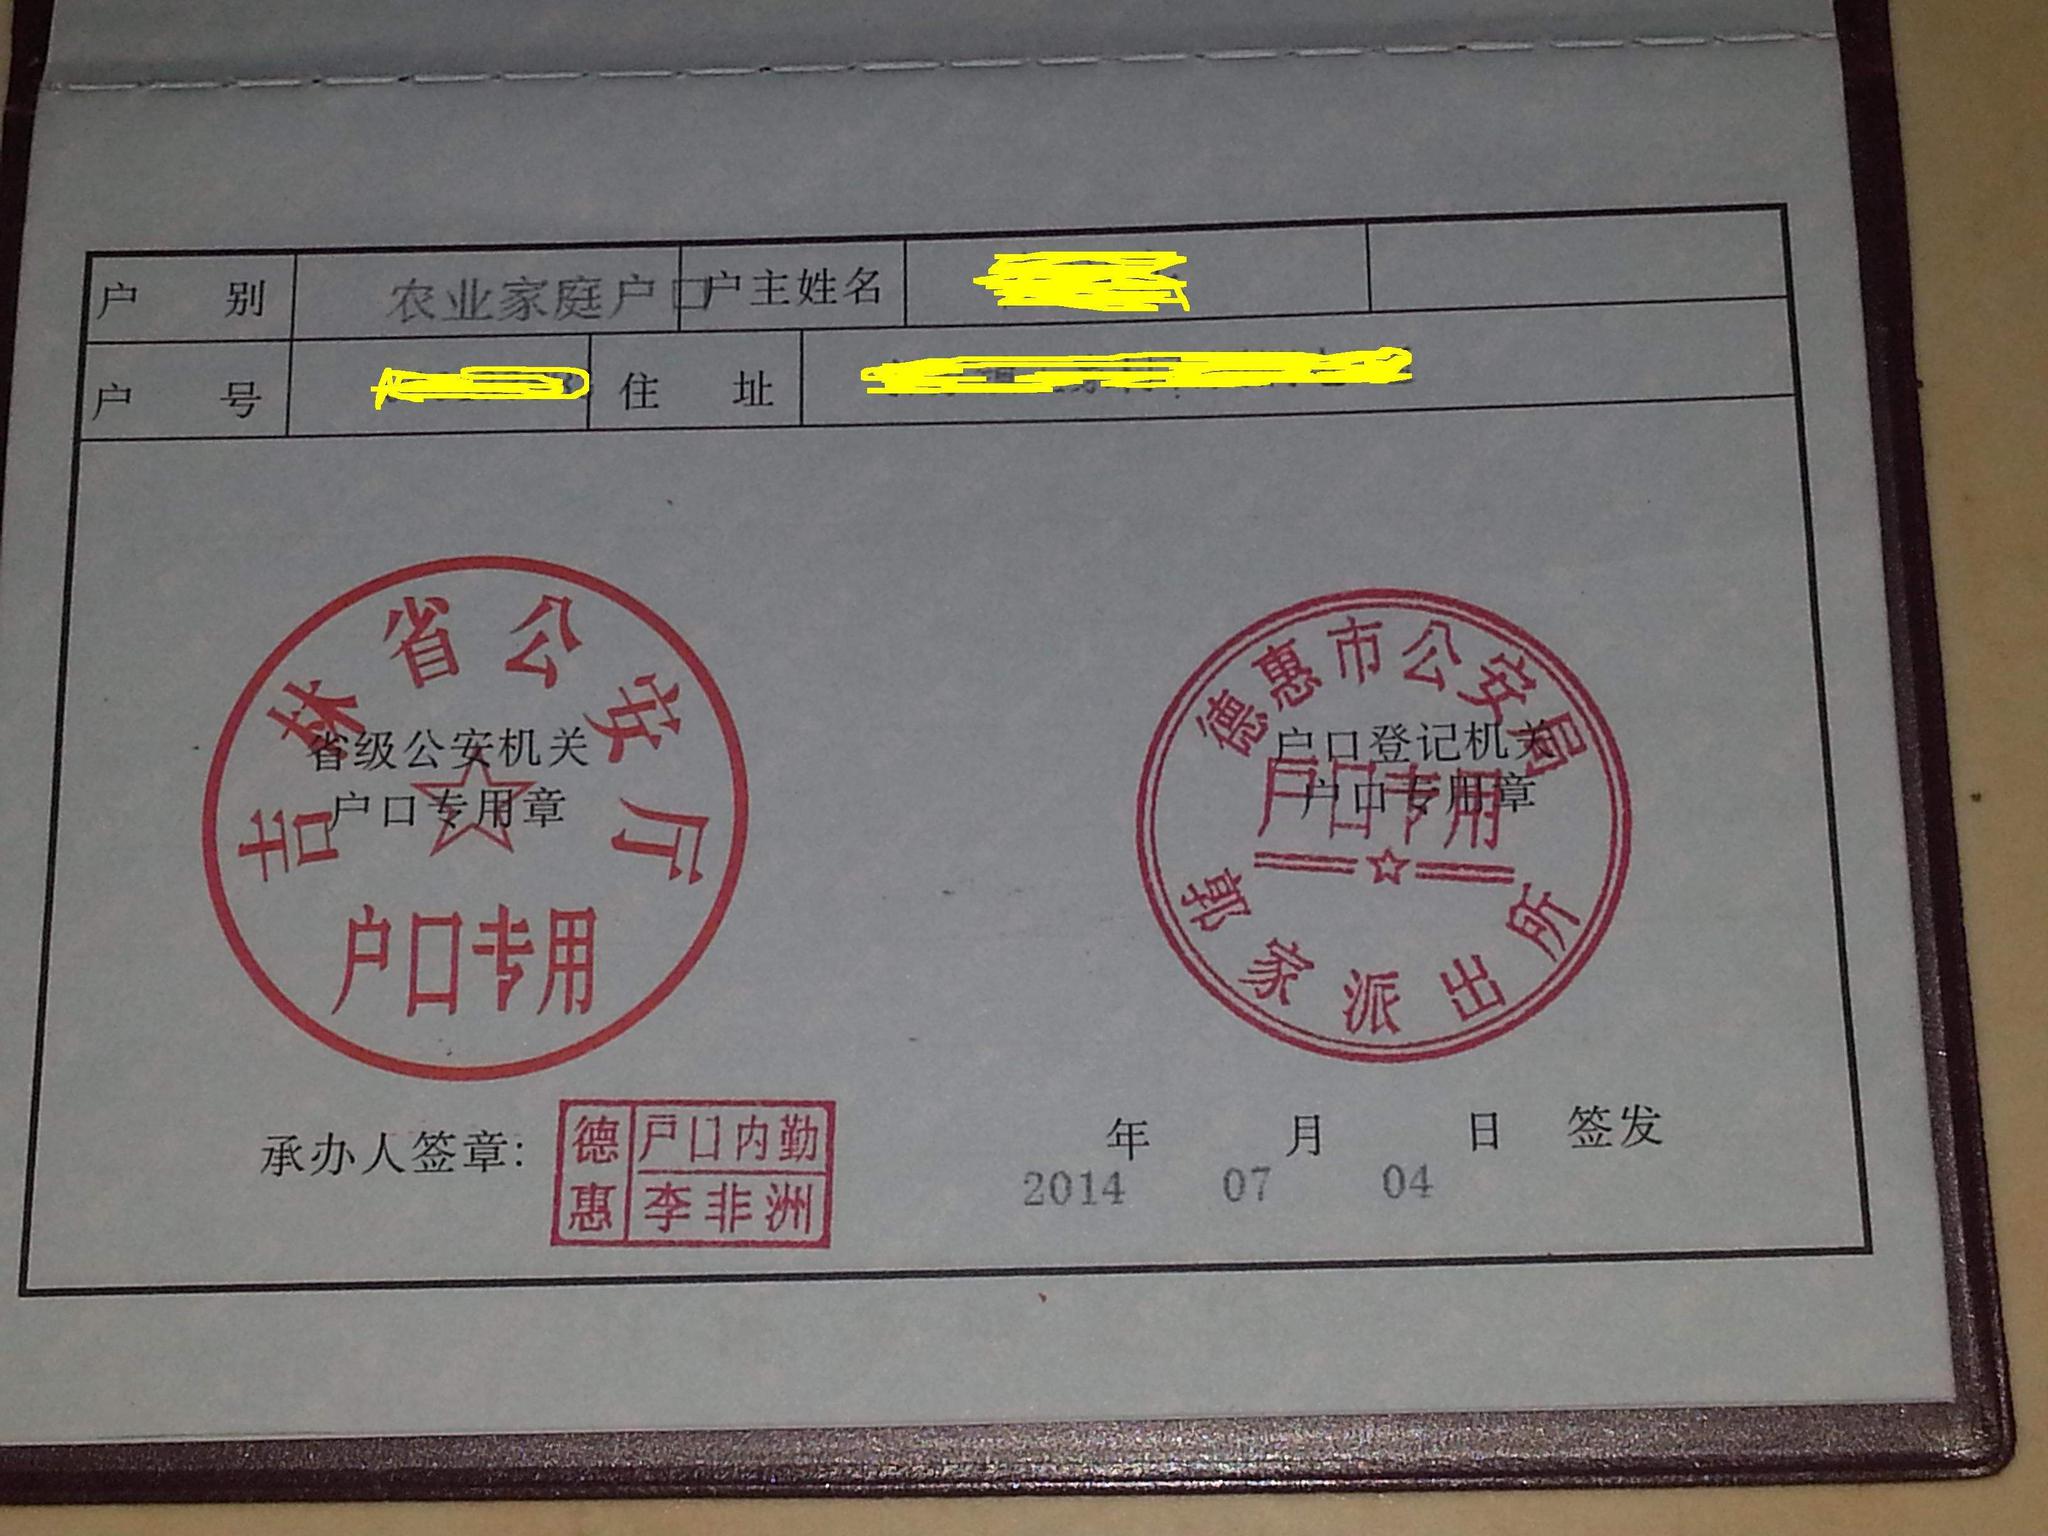 户 别 农业家庭户口 户主姓名
户 号 住 址
吉林省公安厅
省级公安机关
户口专用章
户口专用
德惠市公安局
户口登记机关
户口专用章
户口专用
郭家派出所
承办人签章：
德惠
户口内勤
李非洲
年 月 日 签发
2014 07 04